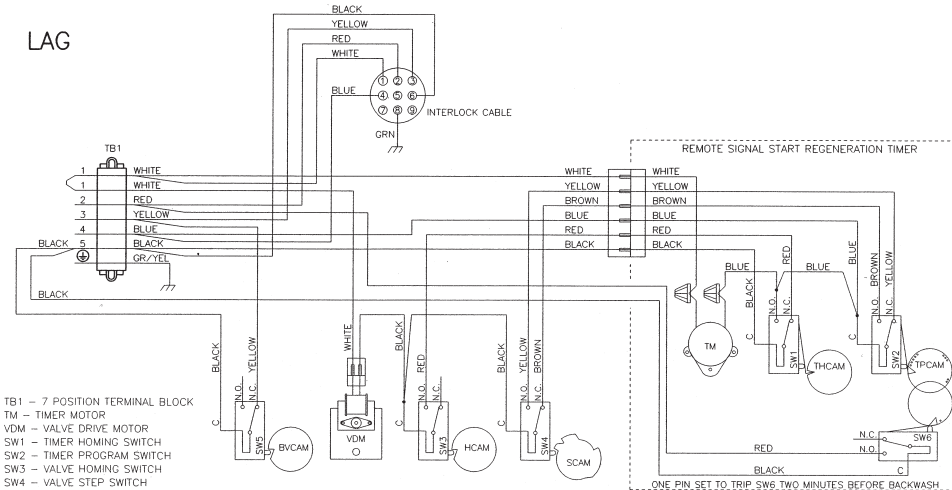 LAG
BLACK
YELLOW
RED
WHITE
BLUE
1 2 3
4 5 6
7 8 9
INTERLOCK CABLE
GRN
TB1
1 WHITE
1 WHITE
2 RED
3 YELLOW
4 BLUE
BLACK 5 BLACK
GR/YEL
BLACK
REMOTE SIGNAL START REGENERATION TIMER
WHITE WHITE
YELLOW YELLOW
BROWN BROWN
BLUE BLUE
RED RED
BLACK BLACK
BLUE
BLACK
N.O.
N.C.
RED
BLUE
BLUE
BROWN
YELLOW
C
N.O.
N.C.
C
TM
SW1
THCAM
SW2
TPCAM
BLACK
YELLOW
N.O.
N.C.
C
SW5
BVCAM
WHITE
VDM
BLACK
RED
N.O.
N.C.
C
SW3
HCAM
YELLOW
BROWN
N.O.
N.C.
C
SW4
SCAM
SW6
N.C.
N.O.
RED
BLACK
C
ONE PIN SET TO TRIP SW6 TWO MINUTES BEFORE BACKWASH
TB1 – 7 POSITION TERMINAL BLOCK
TM – TIMER MOTOR
VDM – VALVE DRIVE MOTOR
SW1 – TIMER HOMING SWITCH
SW2 – TIMER PROGRAM SWITCH
SW3 – VALVE HOMING SWITCH
SW4 – VALVE STEP SWITCH